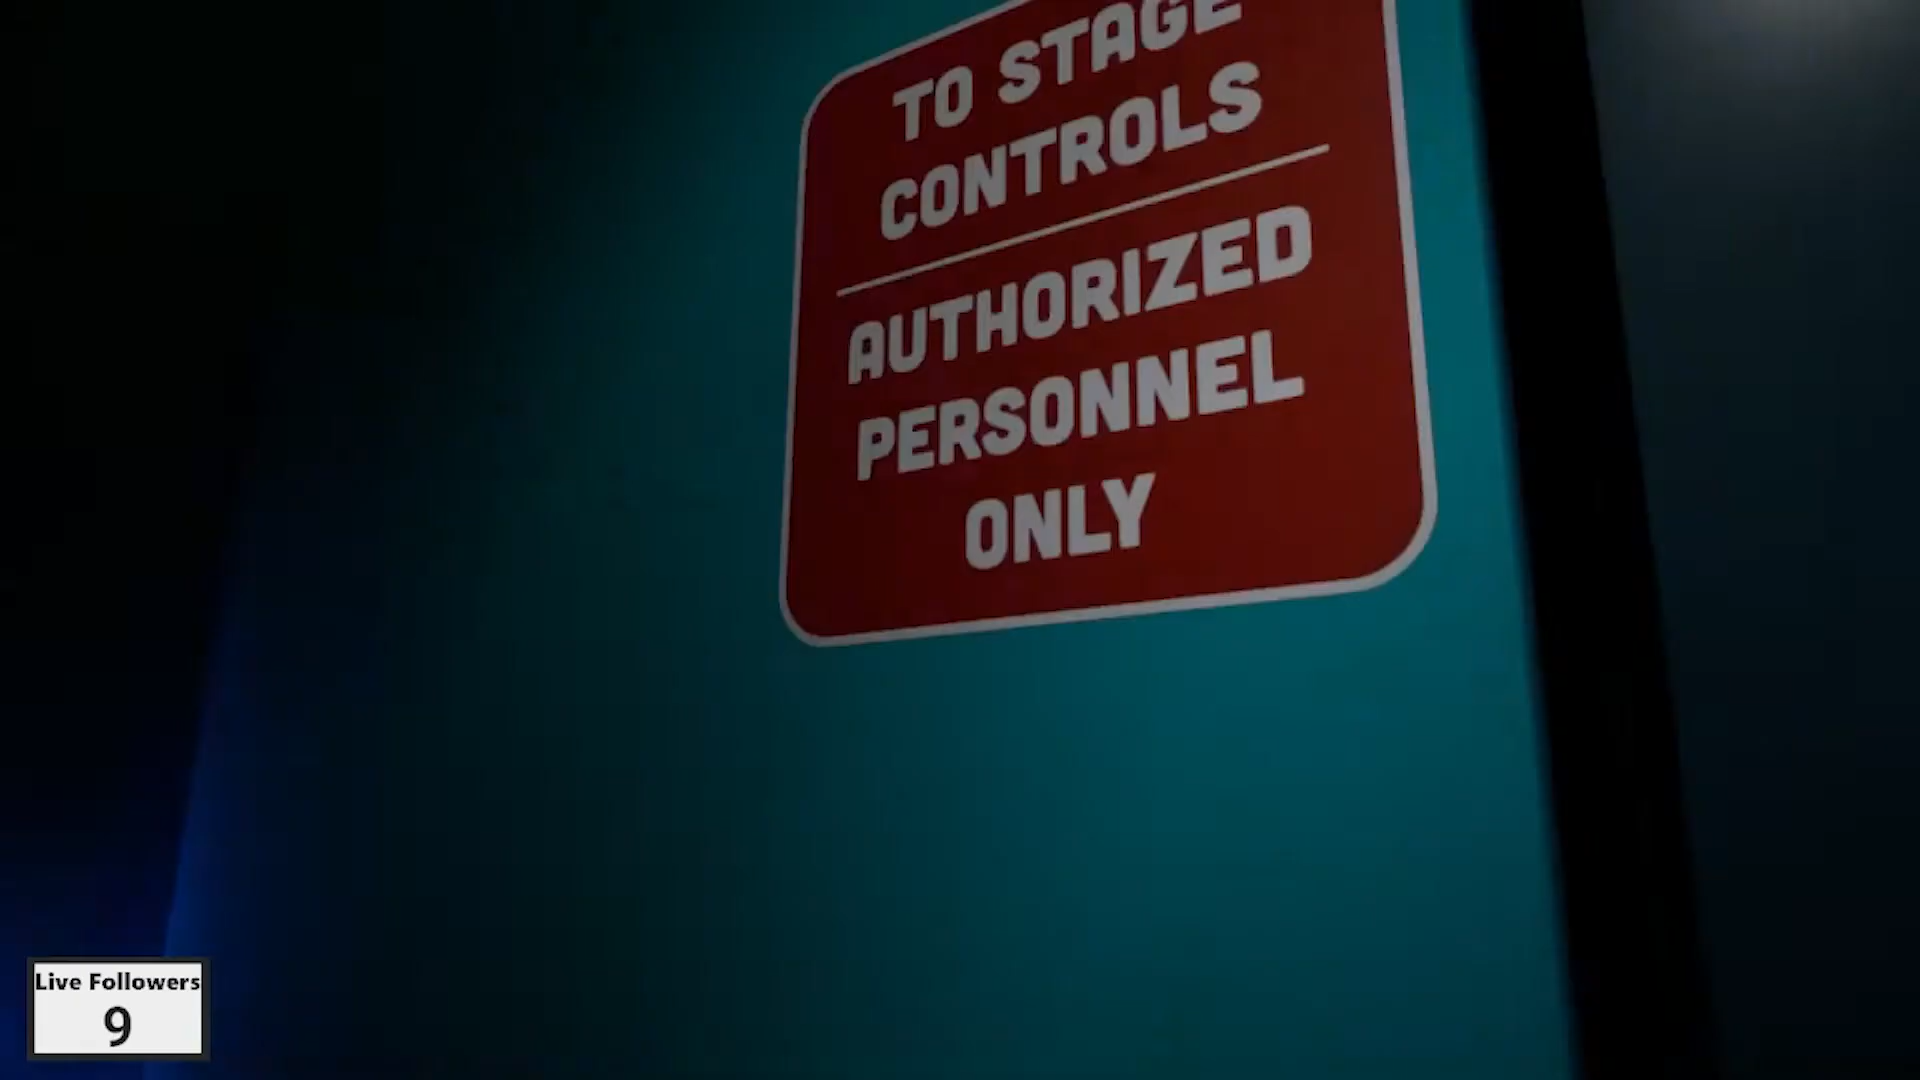 TO STAGE
CONTROLS
AUTHORIZED
PERSONNEL
ONLY
Live Followers
9